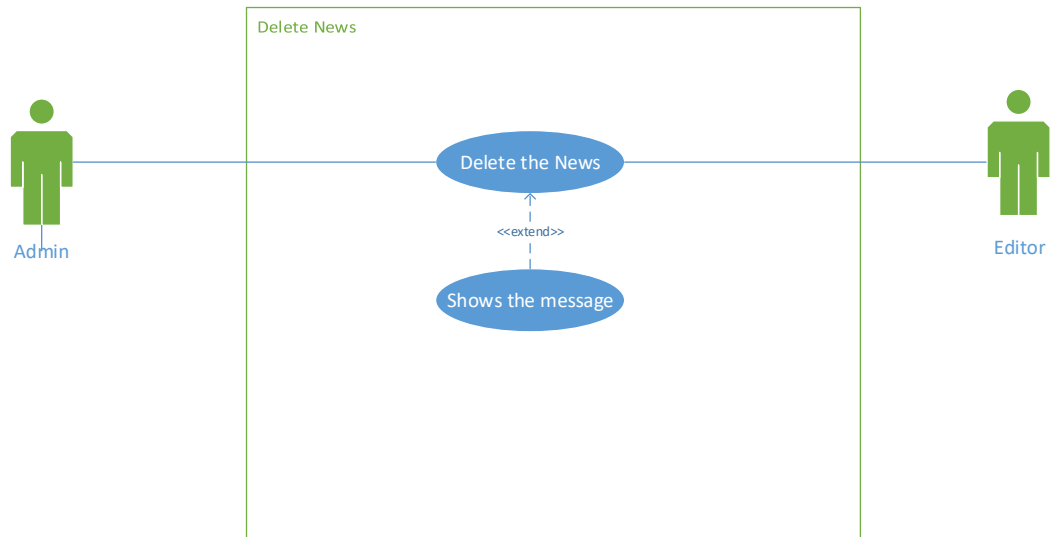 Delete News
Delete the News
<<extend>>
Shows the message
Admin
Editor